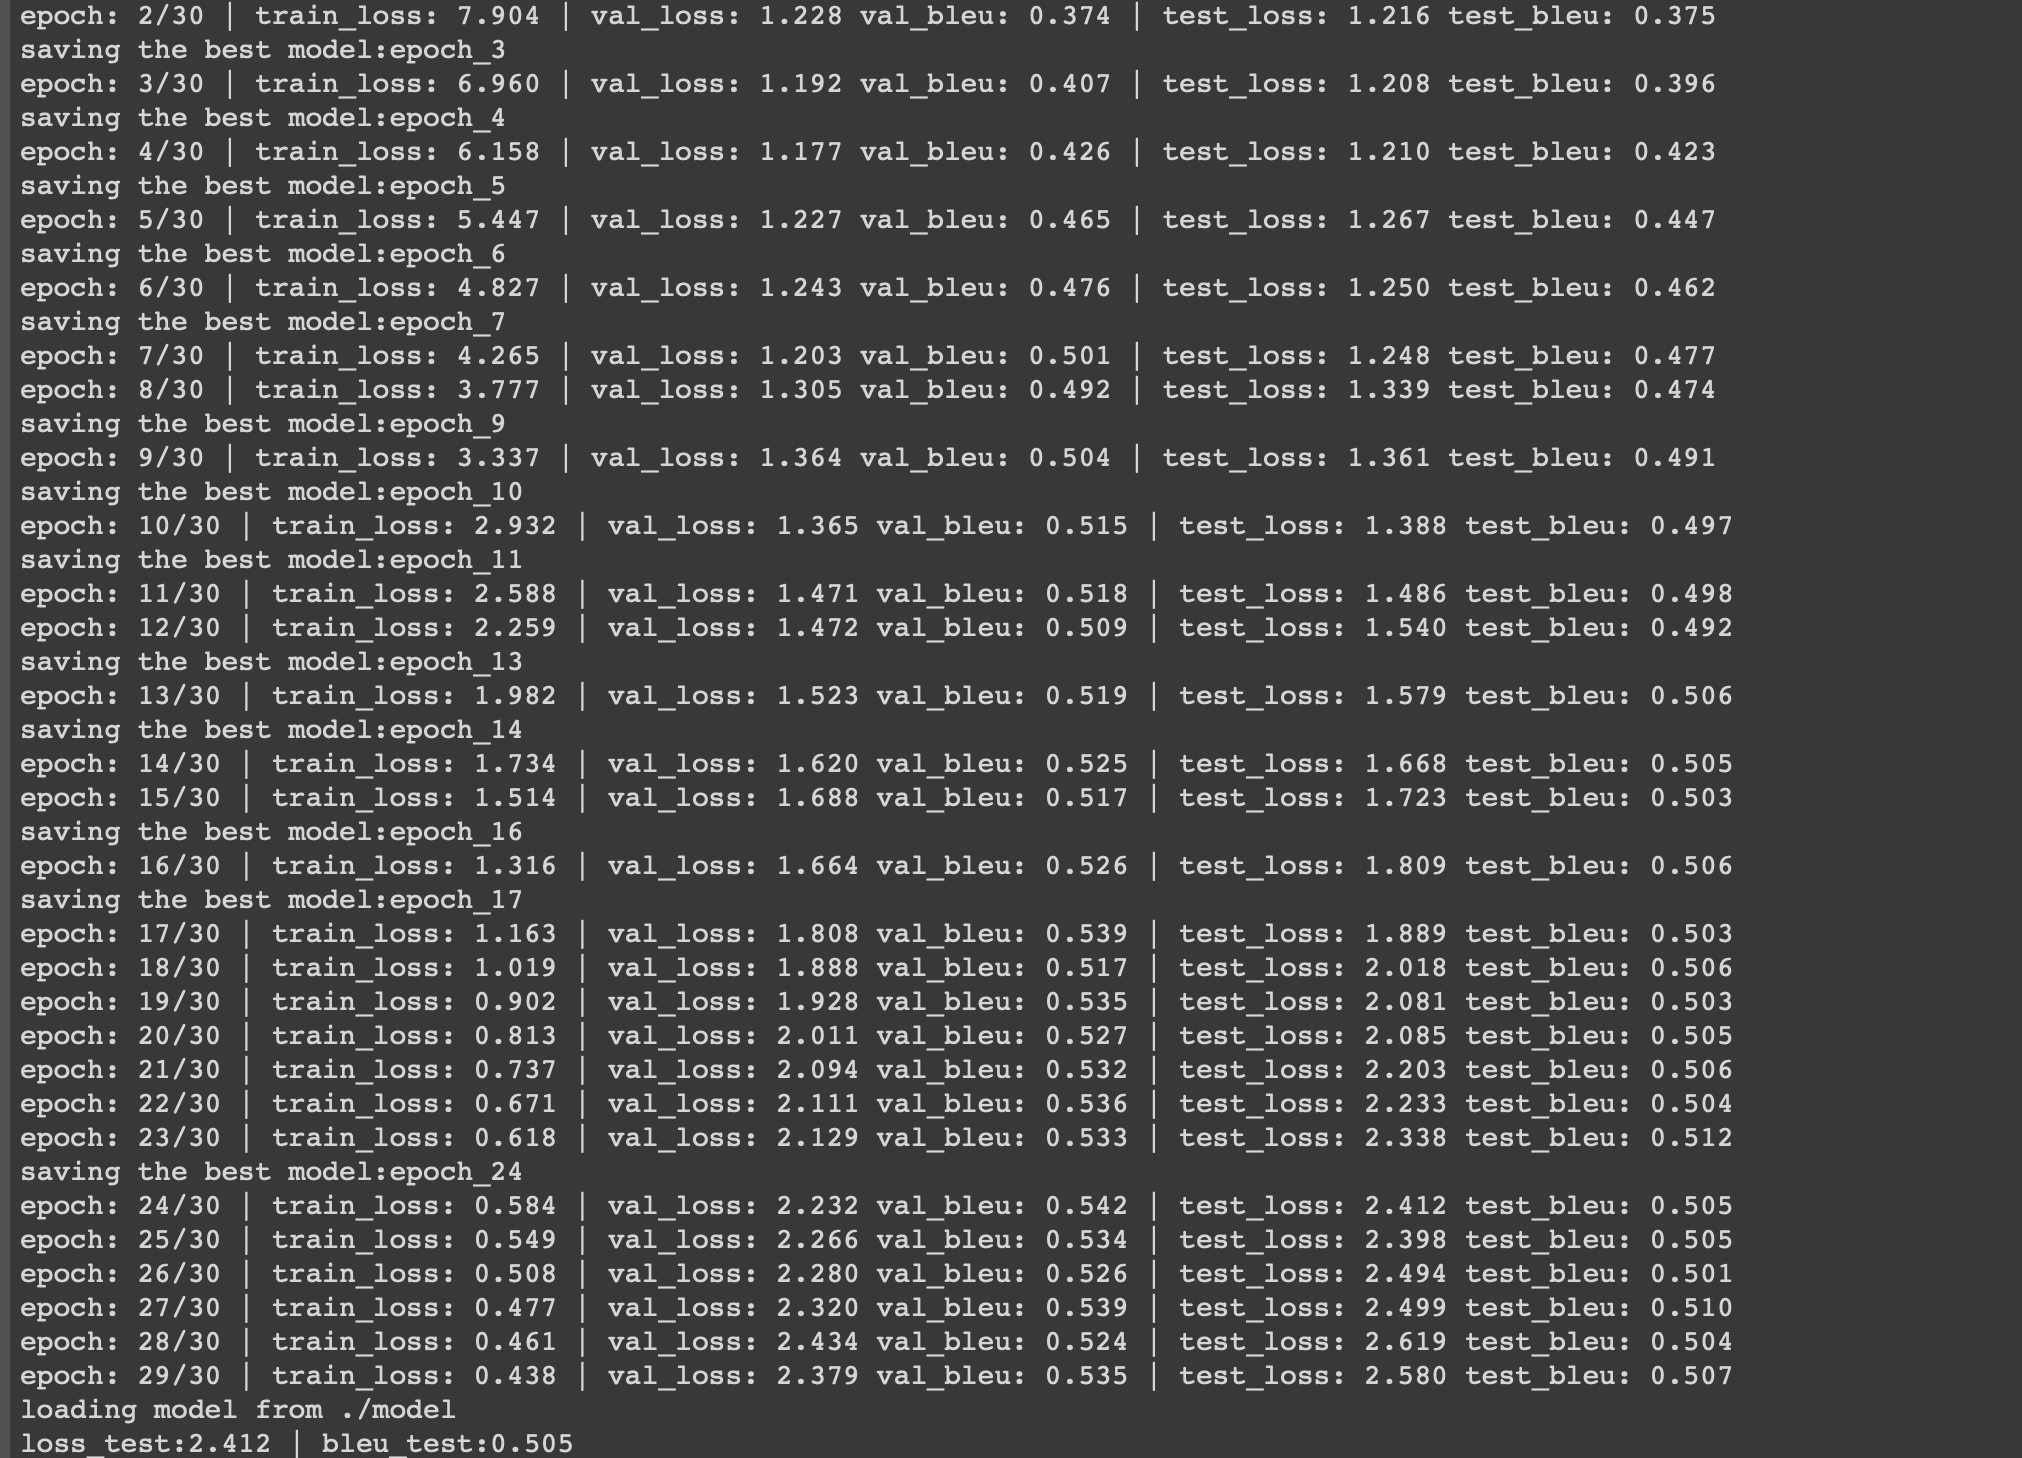 epoch: 2/30 | train_loss: 7.904 | val_loss: 1.228 val_bleu: 0.374 | test_loss: 1.216 test_bleu: 0.375
saving the best model:epoch_3
epoch: 3/30 | train_loss: 6.960 | val_loss: 1.192 val_bleu: 0.407 | test_loss: 1.208 test_bleu: 0.396
saving the best model:epoch_4
epoch: 4/30 | train_loss: 6.158 | val_loss: 1.177 val_bleu: 0.426 | test_loss: 1.210 test_bleu: 0.423
saving the best model:epoch_5
epoch: 5/30 | train_loss: 5.447 | val_loss: 1.227 val_bleu: 0.465 | test_loss: 1.267 test_bleu: 0.447
saving the best model:epoch_6
epoch: 6/30 | train_loss: 4.827 | val_loss: 1.243 val_bleu: 0.476 | test_loss: 1.250 test_bleu: 0.462
saving the best model:epoch_7
epoch: 7/30 | train_loss: 4.265 | val_loss: 1.203 val_bleu: 0.501 | test_loss: 1.248 test_bleu: 0.477
epoch: 8/30 | train_loss: 3.777 | val_loss: 1.305 val_bleu: 0.492 | test_loss: 1.339 test_bleu: 0.474
saving the best model:epoch_9
epoch: 9/30 | train_loss: 3.337 | val_loss: 1.364 val_bleu: 0.504 | test_loss: 1.361 test_bleu: 0.491
saving the best model:epoch_10
epoch: 10/30 | train_loss: 2.932 | val_loss: 1.365 val_bleu: 0.515 | test_loss: 1.388 test_bleu: 0.497
saving the best model:epoch_11
epoch: 11/30 | train_loss: 2.588 | val_loss: 1.471 val_bleu: 0.518 | test_loss: 1.486 test_bleu: 0.498
epoch: 12/30 | train_loss: 2.259 | val_loss: 1.472 val_bleu: 0.509 | test_loss: 1.540 test_bleu: 0.492
saving the best model:epoch_13
epoch: 13/30 | train_loss: 1.982 | val_loss: 1.523 val_bleu: 0.519 | test_loss: 1.579 test_bleu: 0.506
saving the best model:epoch_14
epoch: 14/30 | train_loss: 1.734 | val_loss: 1.620 val_bleu: 0.525 | test_loss: 1.668 test_bleu: 0.505
epoch: 15/30 | train_loss: 1.514 | val_loss: 1.688 val_bleu: 0.517 | test_loss: 1.723 test_bleu: 0.503
saving the best model:epoch_16
epoch: 16/30 | train_loss: 1.316 | val_loss: 1.664 val_bleu: 0.526 | test_loss: 1.809 test_bleu: 0.506
saving the best model:epoch_17
epoch: 17/30 | train_loss: 1.163 | val_loss: 1.808 val_bleu: 0.539 | test_loss: 1.889 test_bleu: 0.503
epoch: 18/30 | train_loss: 1.019 | val_loss: 1.888 val_bleu: 0.517 | test_loss: 2.018 test_bleu: 0.506
epoch: 19/30 | train_loss: 0.902 | val_loss: 1.928 val_bleu: 0.535 | test_loss: 2.081 test_bleu: 0.503
epoch: 20/30 | train_loss: 0.813 | val_loss: 2.011 val_bleu: 0.527 | test_loss: 2.085 test_bleu: 0.505
epoch: 21/30 | train_loss: 0.737 | val_loss: 2.094 val_bleu: 0.532 | test_loss: 2.203 test_bleu: 0.506
epoch: 22/30 | train_loss: 0.671 | val_loss: 2.111 val_bleu: 0.536 | test_loss: 2.233 test_bleu: 0.504
epoch: 23/30 | train_loss: 0.618 | val_loss: 2.129 val_bleu: 0.533 | test_loss: 2.338 test_bleu: 0.512
saving the best model:epoch_24
epoch: 24/30 | train_loss: 0.584 | val_loss: 2.232 val_bleu: 0.542 | test_loss: 2.412 test_bleu: 0.505
epoch: 25/30 | train_loss: 0.549 | val_loss: 2.266 val_bleu: 0.534 | test_loss: 2.398 test_bleu: 0.505
epoch: 26/30 | train_loss: 0.508 | val_loss: 2.280 val_bleu: 0.526 | test_loss: 2.494 test_bleu: 0.501
epoch: 27/30 | train_loss: 0.477 | val_loss: 2.320 val_bleu: 0.539 | test_loss: 2.499 test_bleu: 0.510
epoch: 28/30 | train_loss: 0.461 | val_loss: 2.434 val_bleu: 0.524 | test_loss: 2.619 test_bleu: 0.504
epoch: 29/30 | train_loss: 0.438 | val_loss: 2.379 val_bleu: 0.535 | test_loss: 2.580 test_bleu: 0.507
loading model from ./model
loss_test:2.412 | bleu_test:0.505